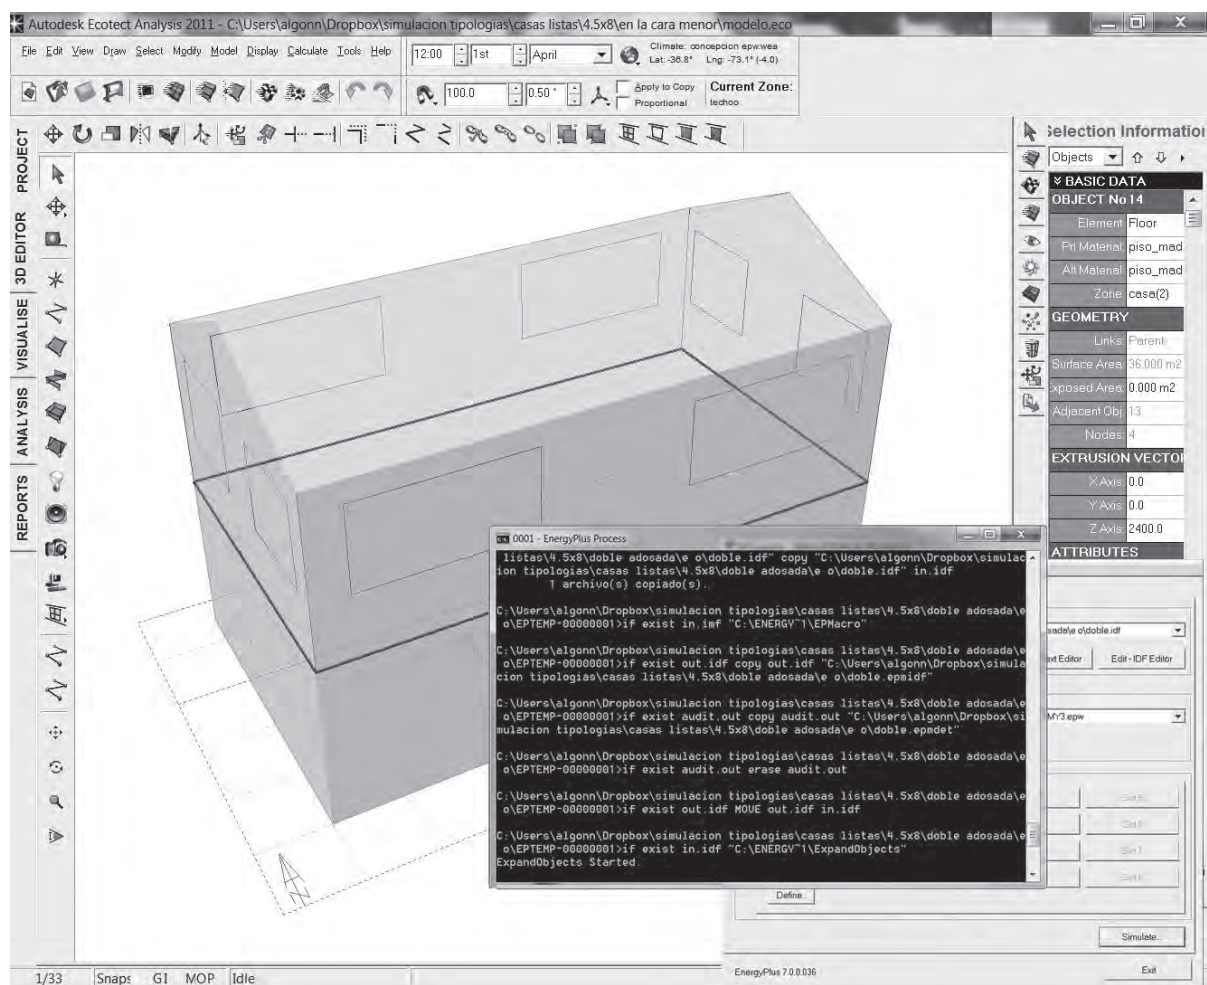 Autodesk Ecotect Analysis 2011 - C:\Users\algonn\Dropbox\simulacion tipologias\casas listas\4.5x8\en la cara menor\modelo.eco
File Edit View Draw Select Modify Model Display Calculate Tools Help
12:00 1st April
Climate: concepcion epw.wea
Lat: -36.8° Lng: -73.1° (-4.0)
100.0 0.50 °
Apply to Copy
Proportional
Current Zone:
techoo
PROJECT
3D EDITOR
VISUALISE
ANALYSIS
REPORTS
Selection Information
Objects
BASIC DATA
OBJECT No14
Element: Floor
Pri Material: piso_mad
Alt Material: piso_mad
Zone: casa(2)
GEOMETRY
Links: Parent
Surface Area: 36.000 m2
Exposed Area: 0.000 m2
Adjacent Obj: 13
Nodes: 4
EXTRUSION VECTOR
X Axis: 0.0
Y Axis: 0.0
Z Axis: 2400.0
ATTRIBUTES
0001 - EnergyPlus Process
listas\4.5x8\doble adosada\e o\doble.idf" copy "C:\Users\algonn\Dropbox\simulac
ion tipologias\casas listas\4.5x8\doble adosada\e o\doble.idf" in.idf
1 archivo(s) copiado(s).
C:\Users\algonn\Dropbox\simulacion tipologias\casas listas\4.5x8\doble adosada\e
o\EPTEMP-00000001>if exist in.imf "C:\ENERGY~1\EPMacro"
C:\Users\algonn\Dropbox\simulacion tipologias\casas listas\4.5x8\doble adosada\e
o\EPTEMP-00000001>if exist out.idf copy out.idf "C:\Users\algonn\Dropbox\simula
cion tipologias\casas listas\4.5x8\doble adosada\e o\doble.epmidf"
C:\Users\algonn\Dropbox\simulacion tipologias\casas listas\4.5x8\doble adosada\e
o\EPTEMP-00000001>if exist audit.out copy audit.out "C:\Users\algonn\Dropbox\si
mulacion tipologias\casas listas\4.5x8\doble adosada\e o\doble.epmdet"
C:\Users\algonn\Dropbox\simulacion tipologias\casas listas\4.5x8\doble adosada\e
o\EPTEMP-00000001>if exist audit.out erase audit.out
C:\Users\algonn\Dropbox\simulacion tipologias\casas listas\4.5x8\doble adosada\e
o\EPTEMP-00000001>if exist out.idf MOVE out.idf in.idf
C:\Users\algonn\Dropbox\simulacion tipologias\casas listas\4.5x8\doble adosada\e
o\EPTEMP-00000001>if exist in.idf "C:\ENERGY~1\ExpandObjects"
ExpandObjects Started.
osada\e o\doble.idf
ext Editor Edit - IDF Editor
MY3.epw
Define..
Simulate...
EnergyPlus 7.0.0.036
Exit
N
1/33 Snaps: GI MOP Idle